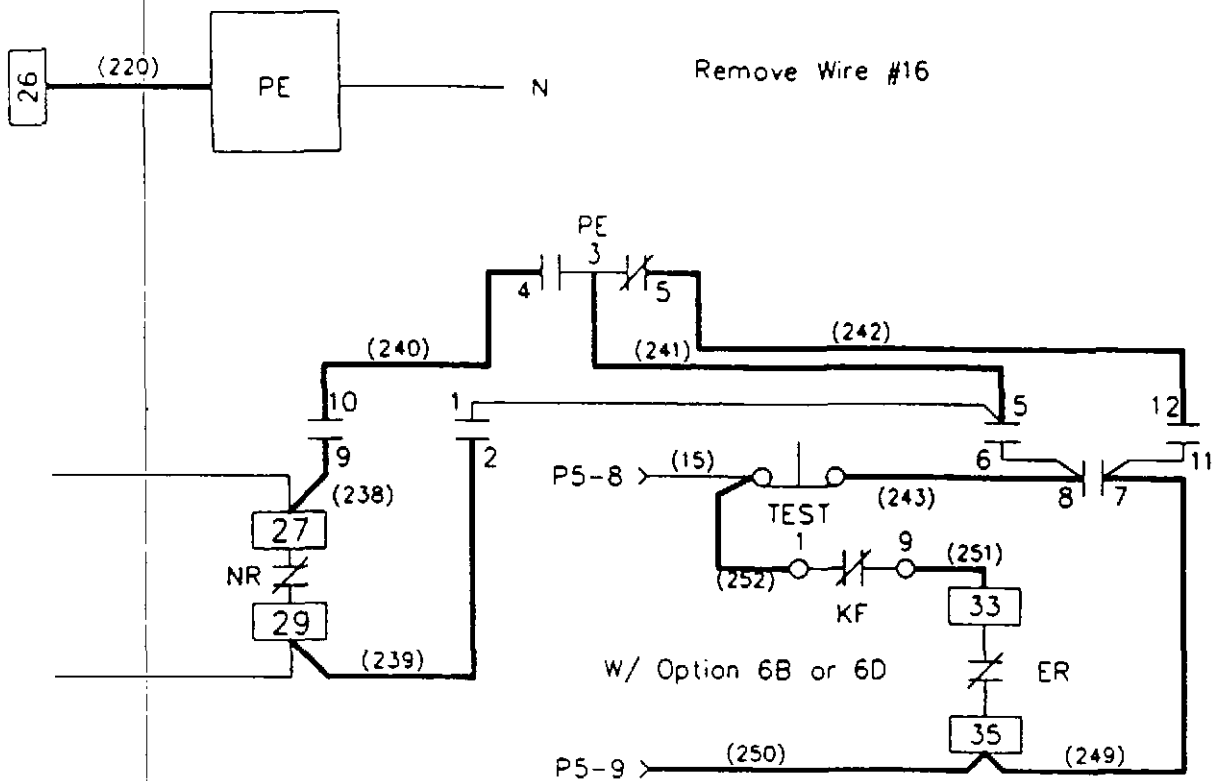 26
(220)
PE
N
Remove Wire #16
PE
3
4
5
(240)
(241)
(242)
10
1
5
12
9
2
6
11
P5-8
(15)
(238)
TEST
(243)
8
7
27
NR
(252)
1
9
(251)
KF
33
29
(239)
W/ Option 6B or 6D
ER
35
P5-9
(250)
(249)